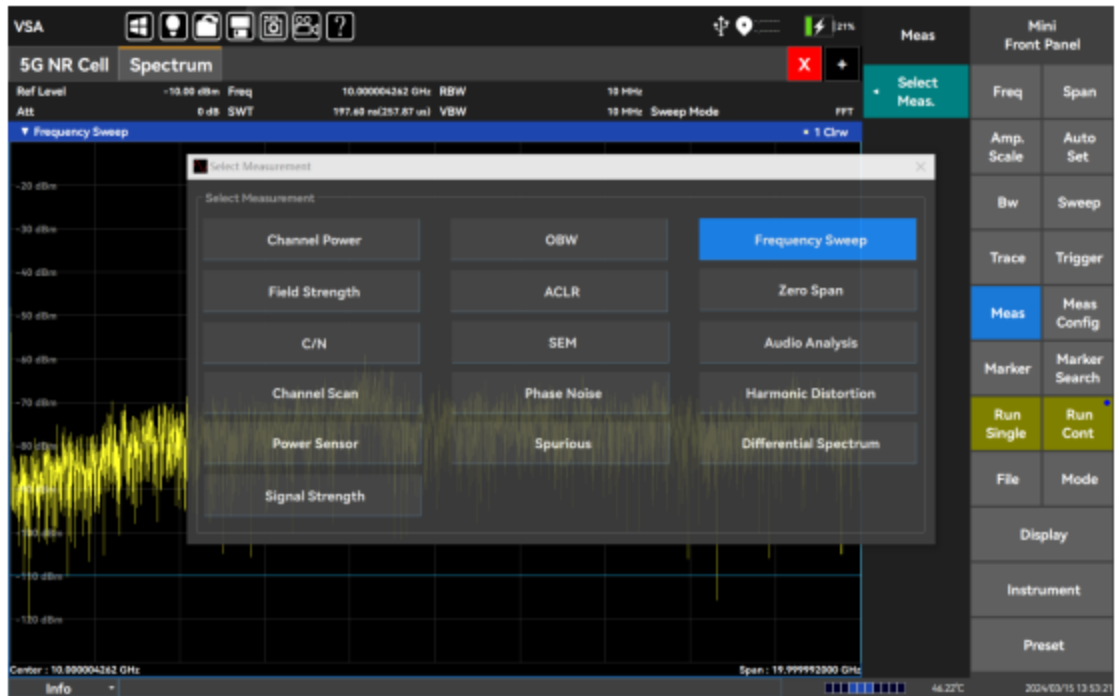 VSA
21%
5G NR Cell Spectrum
X +
Ref Level -10.00 dBm Freq 10.000004262 GHz RBW 10 MHz
Att 0 dB SWT 197.60 ns(257.87 us) VBW 10 MHz Sweep Mode FFT
Frequency Sweep
1 Clrw
Select Measurement
Select Measurement
Channel Power
OBW
Frequency Sweep
Field Strength
ACLR
Zero Span
C/N
SEM
Audio Analysis
Channel Scan
Phase Noise
Harmonic Distortion
Power Sensor
Spurious
Differential Spectrum
Signal Strength
-20 dBm
-30 dBm
-40 dBm
-50 dBm
-60 dBm
-70 dBm
-80 dBm
-100 dBm
-110 dBm
-120 dBm
Center : 10.000004262 GHz
Span : 19.999992000 GHz
Info
46.22℃
2024/03/15 13:53:21
Meas
Select
Meas.
Mini
Front Panel
Freq
Span
Amp.
Scale
Auto
Set
Bw
Sweep
Trace
Trigger
Meas
Meas
Config
Marker
Marker
Search
Run
Single
Run
Cont
File
Mode
Display
Instrument
Preset